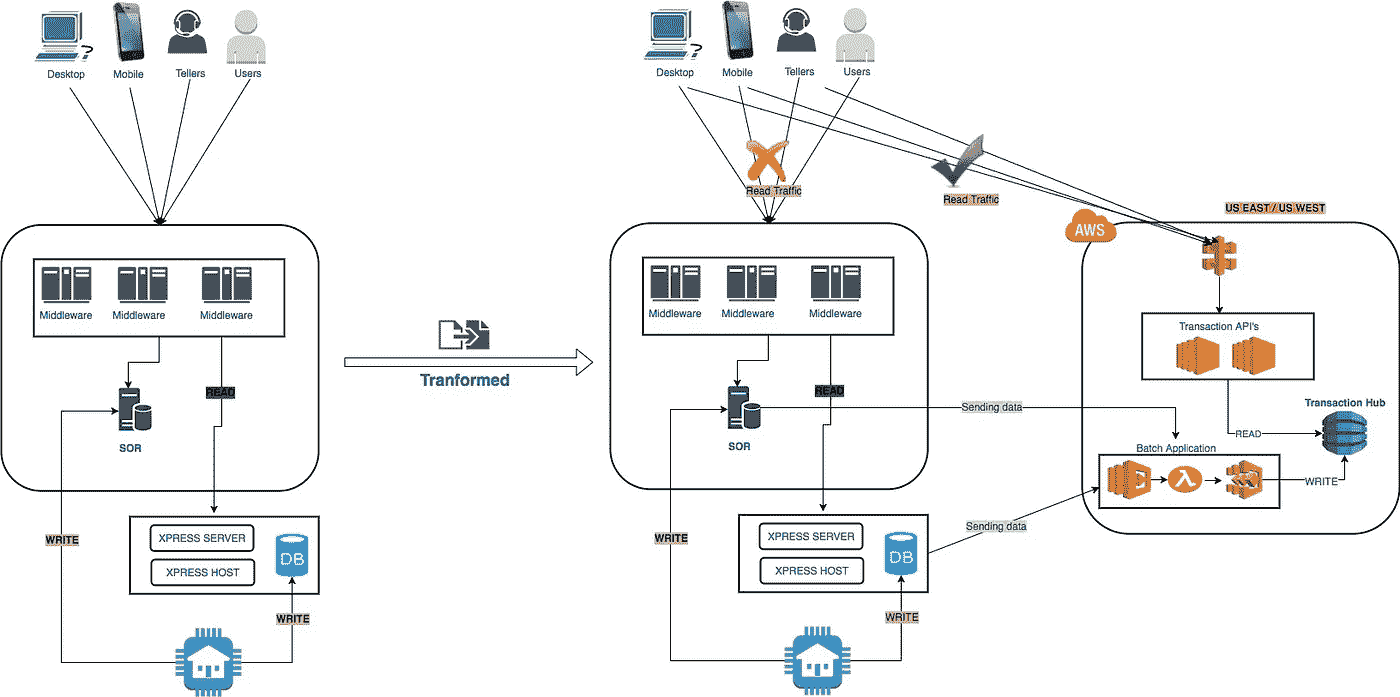 Desktop
Mobile
Tellers
Users
Middleware
Middleware
Middleware
READ
SOR
WRITE
XPRESS SERVER
XPRESS HOST
DB
WRITE
Tranformed
Desktop
Mobile
Tellers
Users
Read Traffic
Read Traffic
Middleware
Middleware
Middleware
READ
SOR
WRITE
XPRESS SERVER
XPRESS HOST
DB
WRITE
Sending data
Sending data
US EAST / US WEST
AWS
Transaction API's
Transaction Hub
READ
Batch Application
λ
WRITE